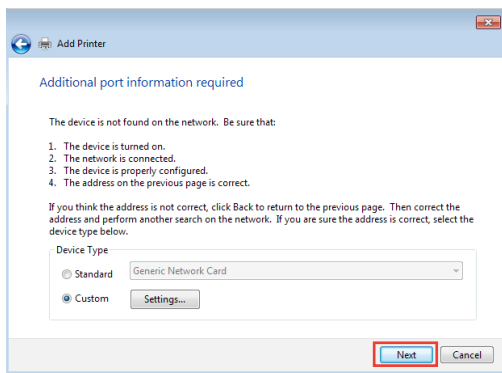 Add Printer
Additional port information required
The device is not found on the network. Be sure that:
1. The device is turned on.
2. The network is connected.
3. The device is properly configured.
4. The address on the previous page is correct.
If you think the address is not correct, click Back to return to the previous page. Then correct the
address and perform another search on the network. If you are sure the address is correct, select the
device type below.
Device Type
Standard Generic Network Card
Custom Settings...
Next Cancel